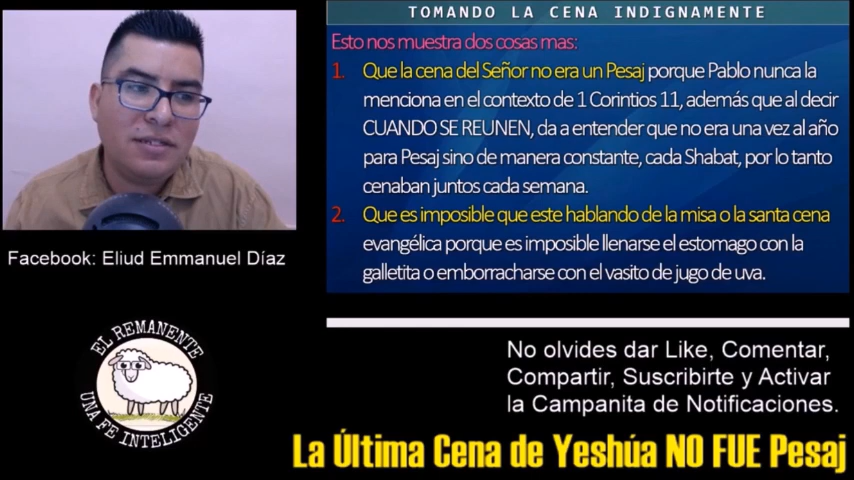 TOMANDO LA CENA INDIGNAMENTE
Esto nos muestra dos cosas mas:
1. Que la cena del Señor no era un Pesaj porque Pablo nunca la
menciona en el contexto de 1 Corintios 11, además que al decir
CUANDO SE REUNEN, da a entender que no era una vez al año
para Pesaj sino de manera constante, cada Shabat, por lo tanto
cenaban juntos cada semana.
2. Que es imposible que este hablando de la misa o la santa cena
evangélica porque es imposible llenarse el estomago con la
galletita o emborracharse con el vasito de jugo de uva.
Facebook: Eliud Emmanuel Díaz
EL REMANENTE
UNA FE INTELIGENTE
No olvides dar Like, Comentar,
Compartir, Suscribirte y Activar
la Campanita de Notificaciones.
La Última Cena de Yeshúa NO FUE Pesaj